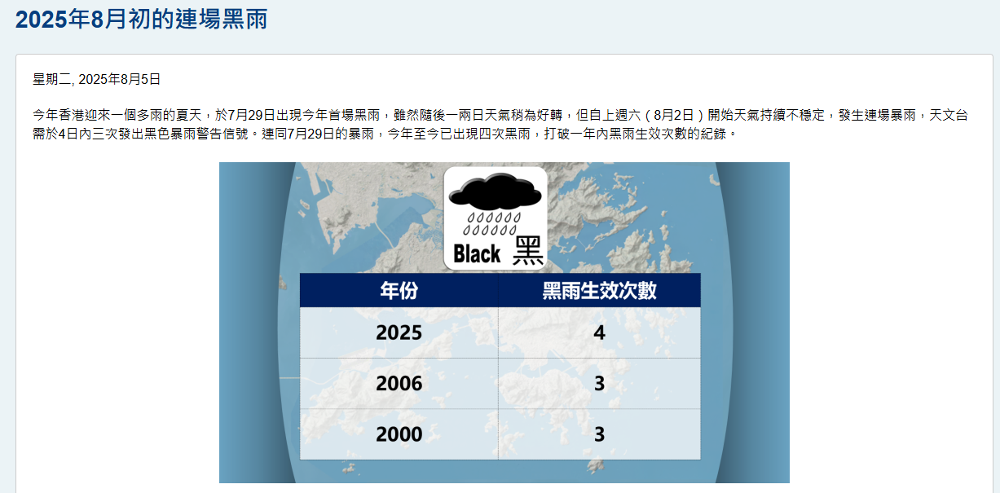 2025年8月初的連場黑雨
星期二, 2025年8月5日
今年香港迎來一個多雨的夏天，於7月29日出現今年首場黑雨，雖然隨後一兩日天氣稍為好轉，但自上週六（8月2日）開始天氣持續不穩定，發生連場暴雨，天文台
需於4日內三次發出黑色暴雨警告信號。連同7月29日的暴雨，今年至今已出現四次黑雨，打破一年內黑雨生效次數的紀錄。
Black 黑
年份 黑雨生效次數
2025 4
2006 3
2000 3